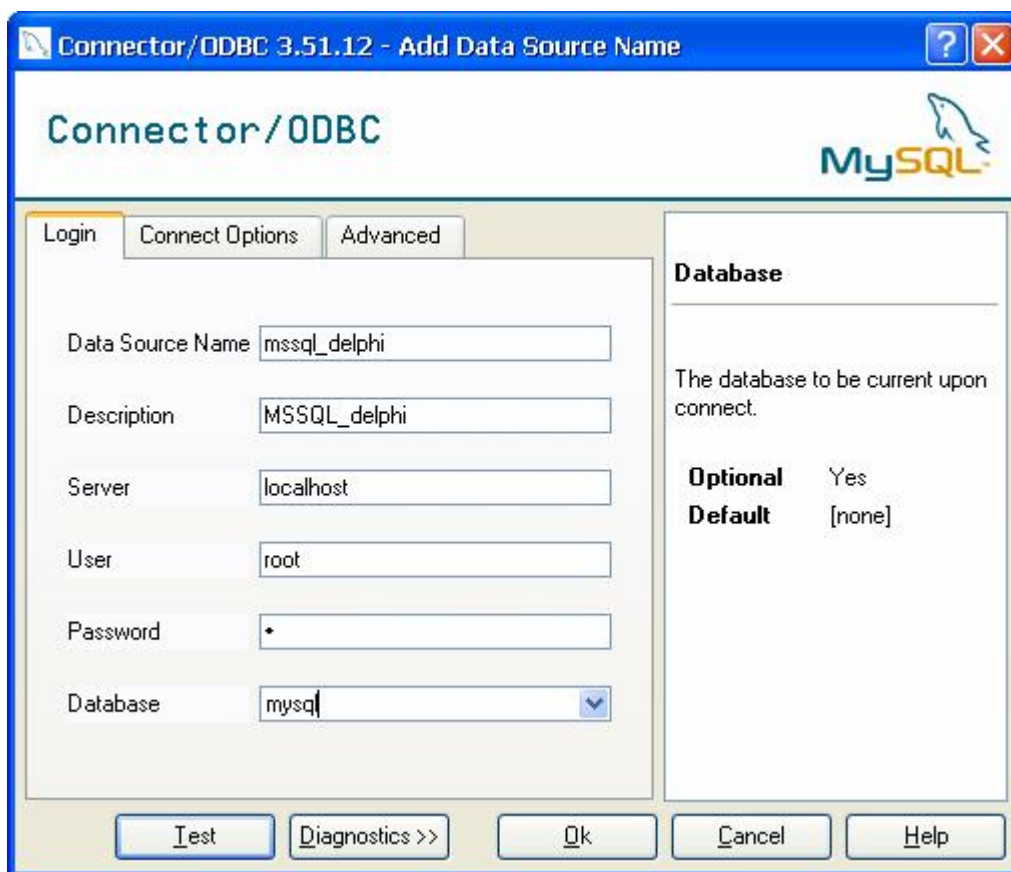 Connector/ODBC 3.51.12 - Add Data Source Name
Connector/ODBC
MySQL
Login
Connect Options
Advanced
Data Source Name mssql_delphi
Description MSSQL_delphi
Server localhost
User root
Password •
Database mysql
Database
The database to be current upon
connect.
Optional Yes
Default [none]
Test
Diagnostics >>
Ok
Cancel
Help